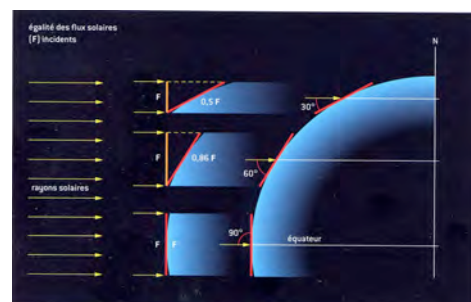 égalité des flux solaires
(F) incidents
N
F
0,5 F
30°
F
0,86 F
60°
rayons solaires
F
F
90°
équateur